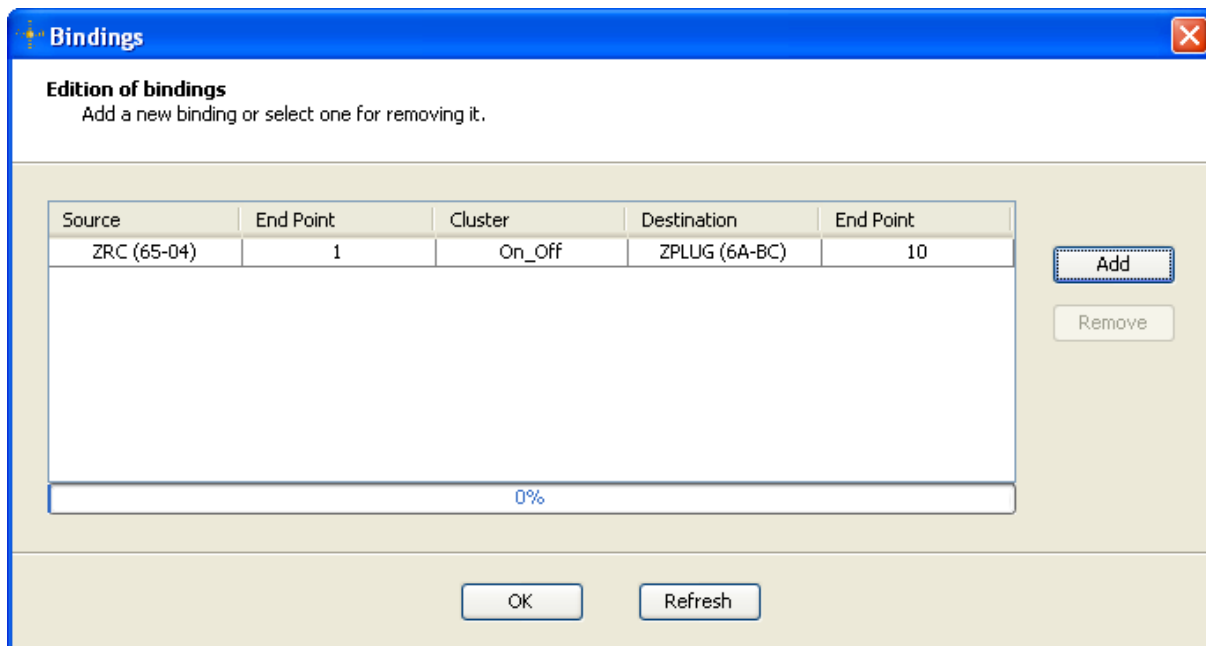 Bindings
Edition of bindings
Add a new binding or select one for removing it.
Source End Point Cluster Destination End Point
ZRC (65-04) 1 On_Off ZPLUG (6A-BC) 10
Add
Remove
0%
OK Refresh